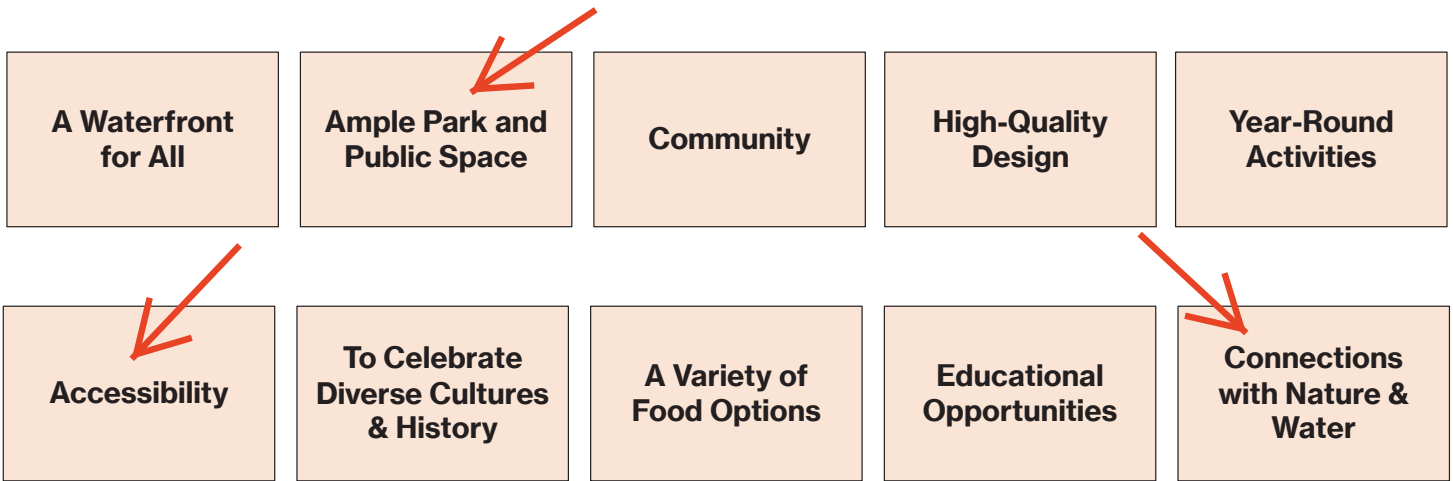 A Waterfront
for All
Ample Park and
Public Space
Community
High-Quality
Design
Year-Round
Activities
Accessibility
To Celebrate
Diverse Cultures
& History
A Variety of
Food Options
Educational
Opportunities
Connections
with Nature &
Water